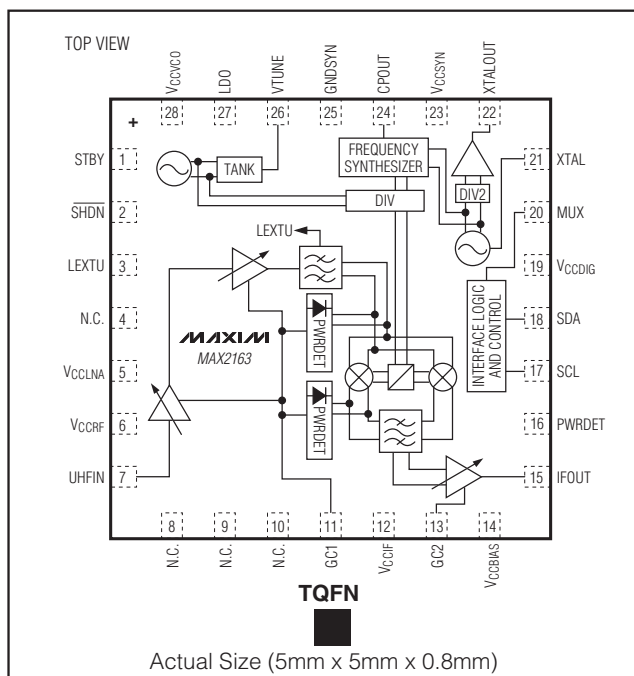 TOP VIEW
VCCVCO
LDO
VTUNE
GNDSYN
CPOUT
VCCSYN
XTALOUT
28
27
26
25
24
23
22
+
STBY 1
SHDN 2
LEXTU 3
N.C. 4
VCCLNA 5
VCCRF 6
UHFIN 7
TANK
FREQUENCY
SYNTHESIZER
DIV
DIV2
LEXTU
MAXIM
MAX2163
PWRDET
PWRDET
INTERFACE LOGIC
AND CONTROL
21 XTAL
20 MUX
19 VCCDIG
18 SDA
17 SCL
16 PWRDET
15 IFOUT
8
9
10
11
12
13
14
N.C.
N.C.
N.C.
GC1
VCCIF
GC2
VCCBIAS
TQFN
Actual Size (5mm x 5mm x 0.8mm)